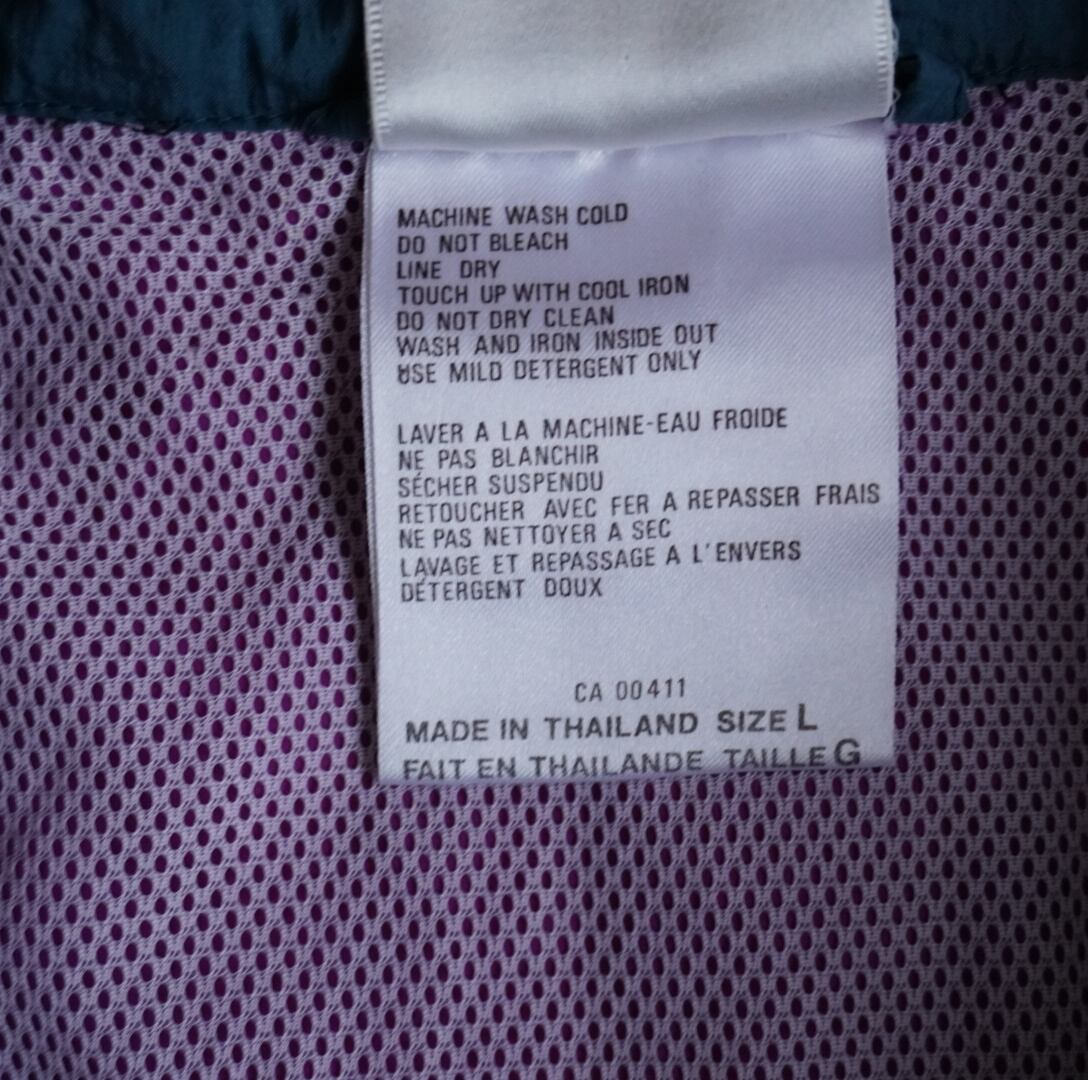 MACHINE WASH COLD
DO NOT BLEACH
LINE DRY
TOUCH UP WITH COOL IRON
DO NOT DRY CLEAN
WASH AND IRON INSIDE OUT
USE MILD DETERGENT ONLY
LAVER A LA MACHINE-EAU FROIDE
NE PAS BLANCHIR
SÉCHER SUSPENDU
RETOUCHER AVEC FER A REPASSER FRAIS
NE PAS NETTOYER A SEC
LAVAGE ET REPASSAGE A L'ENVERS
DÉTERGENT DOUX
CA 00411
MADE IN THAILAND SIZE L
FAIT EN THAILANDE TAILLE G